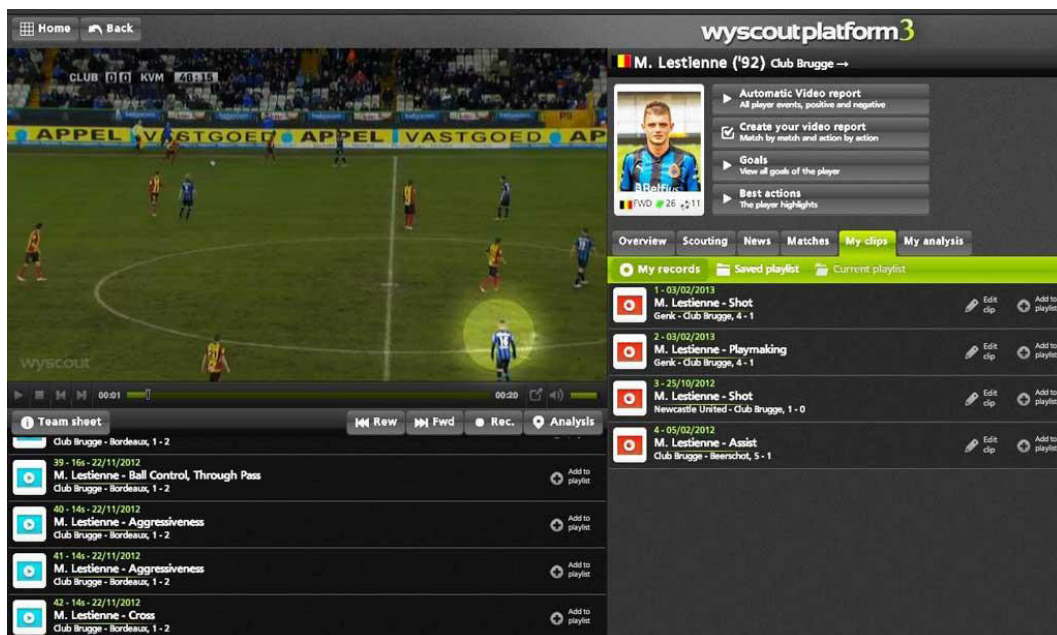 Home
Back
wyscoutplatform3
CLUB 0 0 KVM 46:15
APPEL VASTGOED APPEL VASTGOED AP
13
wyscout
00:01
00:20
Team sheet
Rew
Fwd
Rec.
Analysis
Club Brugge - Bordeaux, 1 - 2
39 - 16s - 22/11/2012
M. Lestienne - Ball Control, Through Pass
Club Brugge - Bordeaux, 1 - 2
Add to
playlist
40 - 14s - 22/11/2012
M. Lestienne - Aggressiveness
Club Brugge - Bordeaux, 1 - 2
Add to
playlist
41 - 14s - 22/11/2012
M. Lestienne - Aggressiveness
Club Brugge - Bordeaux, 1 - 2
Add to
playlist
42 - 14s - 22/11/2012
M. Lestienne - Cross
Club Brugge - Bordeaux, 1 - 2
Add to
playlist
M. Lestienne ('92) Club Brugge →
Belfius
FWD 26 11
Automatic Video report
All player events, positive and negative
Create your video report
Match by match and action by action
Goals
View all goals of the player
Best actions
The player highlights
Overview
Scouting
News
Matches
My clips
My analysis
My records
Saved playlist
Current playlist
1 - 03/02/2013
M. Lestienne - Shot
Genk - Club Brugge, 4 - 1
Edit
clip
Add to
playlist
2 - 03/02/2013
M. Lestienne - Playmaking
Genk - Club Brugge, 4 - 1
Edit
clip
Add to
playlist
3 - 25/10/2012
M. Lestienne - Shot
Newcastle United - Club Brugge, 1 - 0
Edit
clip
Add to
playlist
4 - 05/02/2012
M. Lestienne - Assist
Club Brugge - Beerschot, 5 - 1
Edit
clip
Add to
playlist